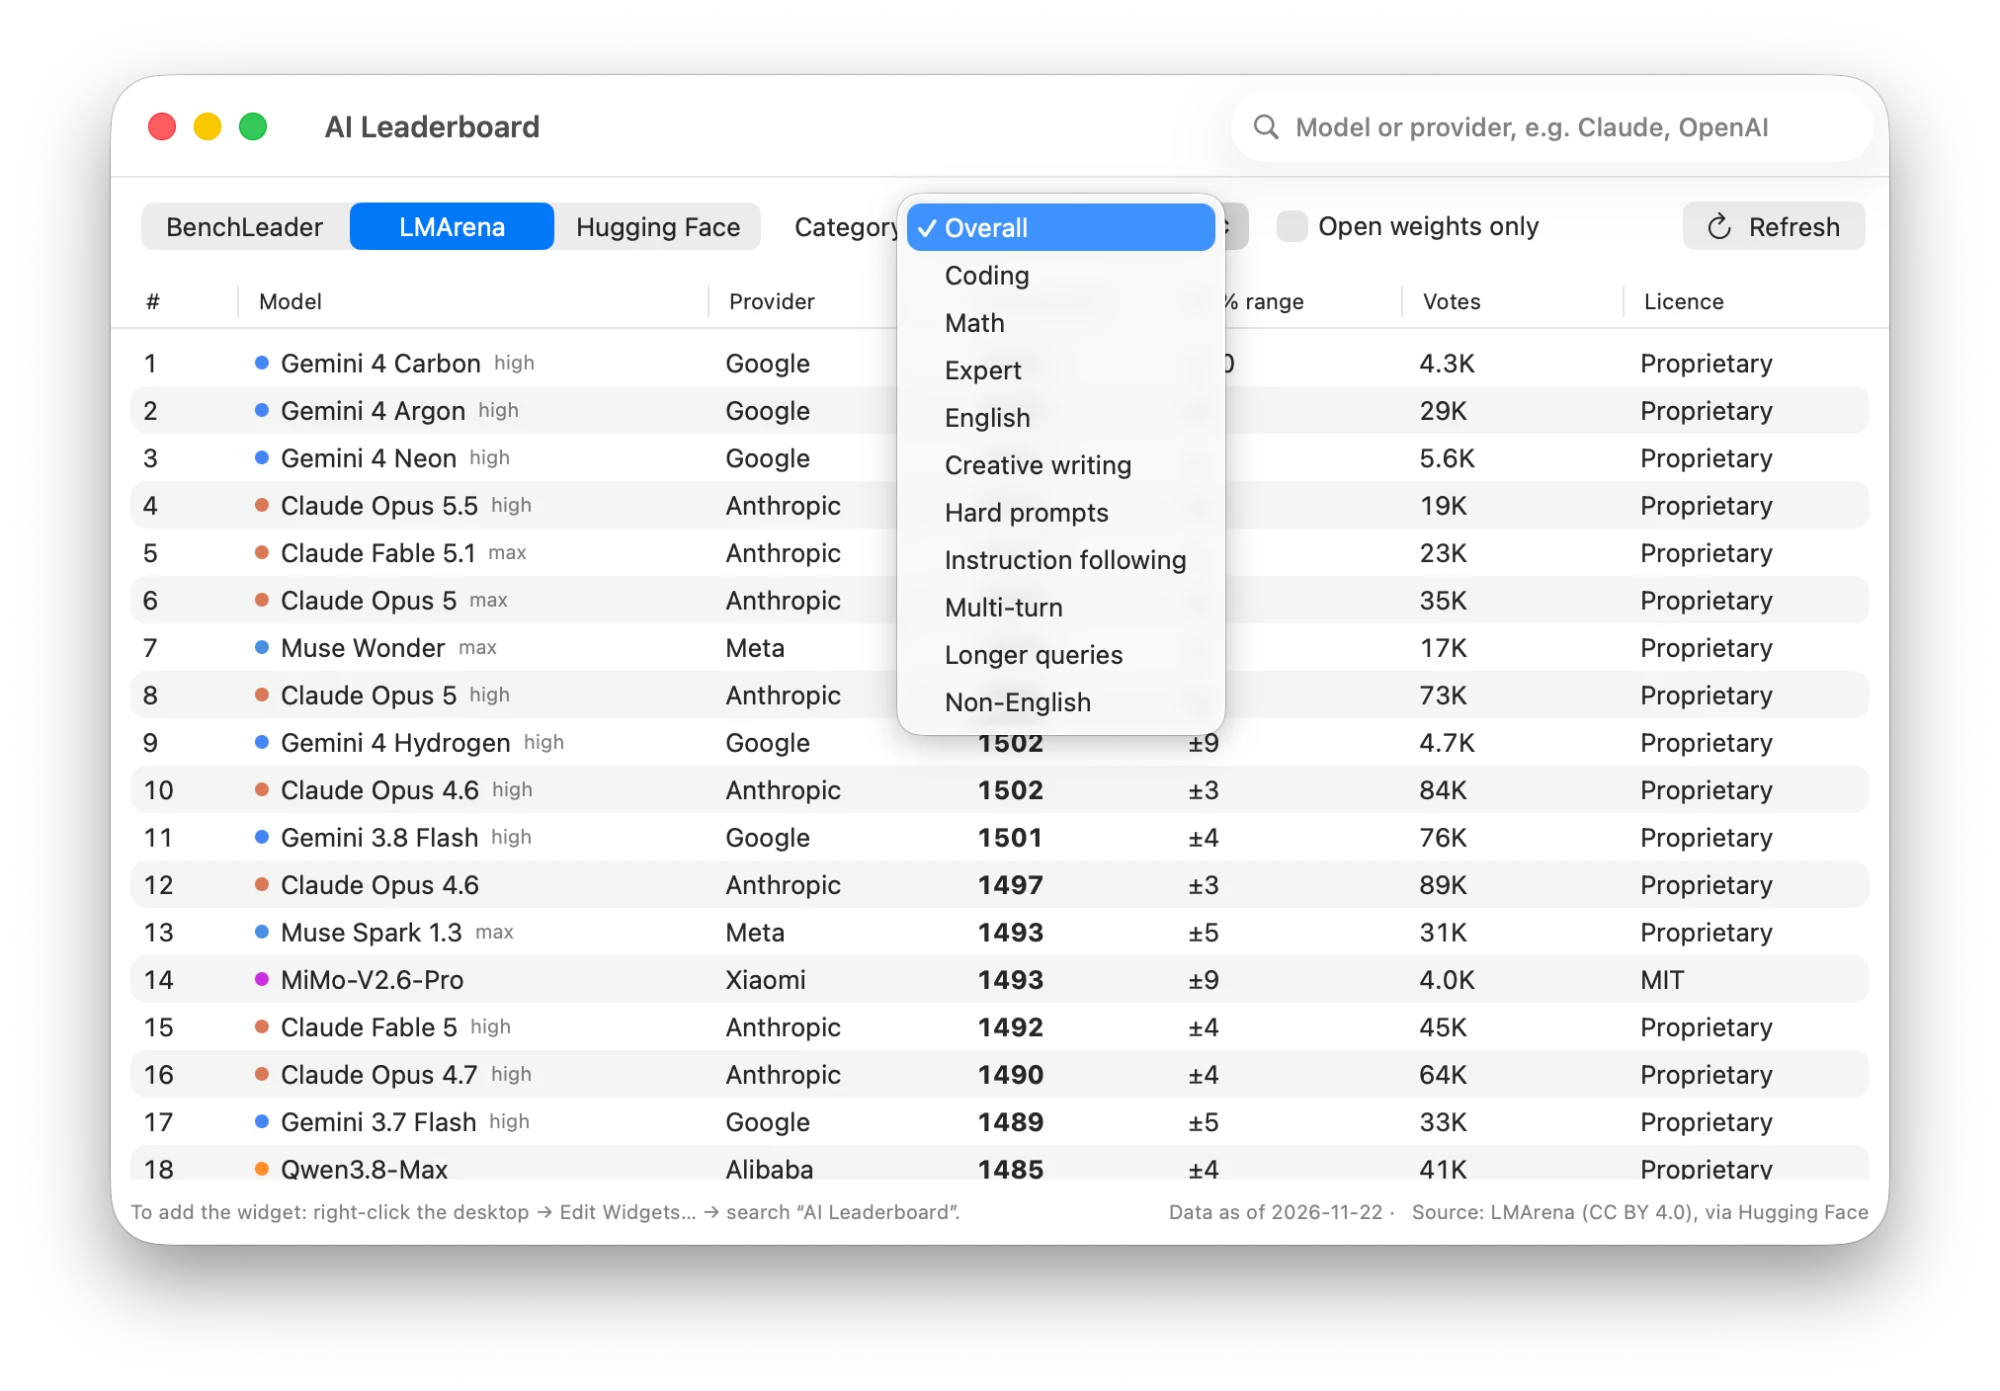 AI Leaderboard
Model or provider, e.g. Claude, OpenAI
BenchLeader LMArena Hugging Face Category ✓ Overall Open weights only Refresh
Coding
Math
Expert
English
Creative writing
Hard prompts
Instruction following
Multi-turn
Longer queries
Non-English
# Model Provider % range Votes Licence
1 Gemini 4 Carbon high Google 4.3K Proprietary
2 Gemini 4 Argon high Google 29K Proprietary
3 Gemini 4 Neon high Google 5.6K Proprietary
4 Claude Opus 5.5 high Anthropic 19K Proprietary
5 Claude Fable 5.1 max Anthropic 23K Proprietary
6 Claude Opus 5 max Anthropic 35K Proprietary
7 Muse Wonder max Meta 17K Proprietary
8 Claude Opus 5 high Anthropic 73K Proprietary
9 Gemini 4 Hydrogen high Google 1502 ±9 4.7K Proprietary
10 Claude Opus 4.6 high Anthropic 1502 ±3 84K Proprietary
11 Gemini 3.8 Flash high Google 1501 ±4 76K Proprietary
12 Claude Opus 4.6 Anthropic 1497 ±3 89K Proprietary
13 Muse Spark 1.3 max Meta 1493 ±5 31K Proprietary
14 MiMo-V2.6-Pro Xiaomi 1493 ±9 4.0K MIT
15 Claude Fable 5 high Anthropic 1492 ±4 45K Proprietary
16 Claude Opus 4.7 high Anthropic 1490 ±4 64K Proprietary
17 Gemini 3.7 Flash high Google 1489 ±5 33K Proprietary
18 Qwen3.8-Max Alibaba 1485 ±4 41K Proprietary
To add the widget: right-click the desktop → Edit Widgets... → search “AI Leaderboard”. Data as of 2026-11-22 · Source: LMArena (CC BY 4.0), via Hugging Face